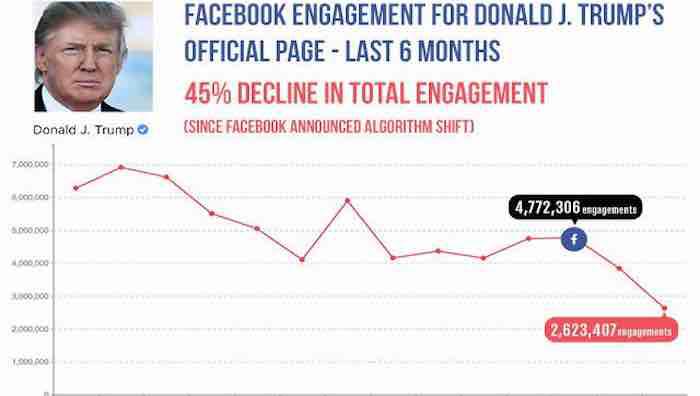 FACEBOOK ENGAGEMENT FOR DONALD J. TRUMP'S
OFFICIAL PAGE - LAST 6 MONTHS
45% DECLINE IN TOTAL ENGAGEMENT
(SINCE FACEBOOK ANNOUNCED ALGORITHM SHIFT)
Donald J. Trump
7,000,000
6,000,000
5,000,000
4,000,000
3,000,000
2,000,000
1,000,000
0
4,772,306 engagements
f
2,623,407 engagements